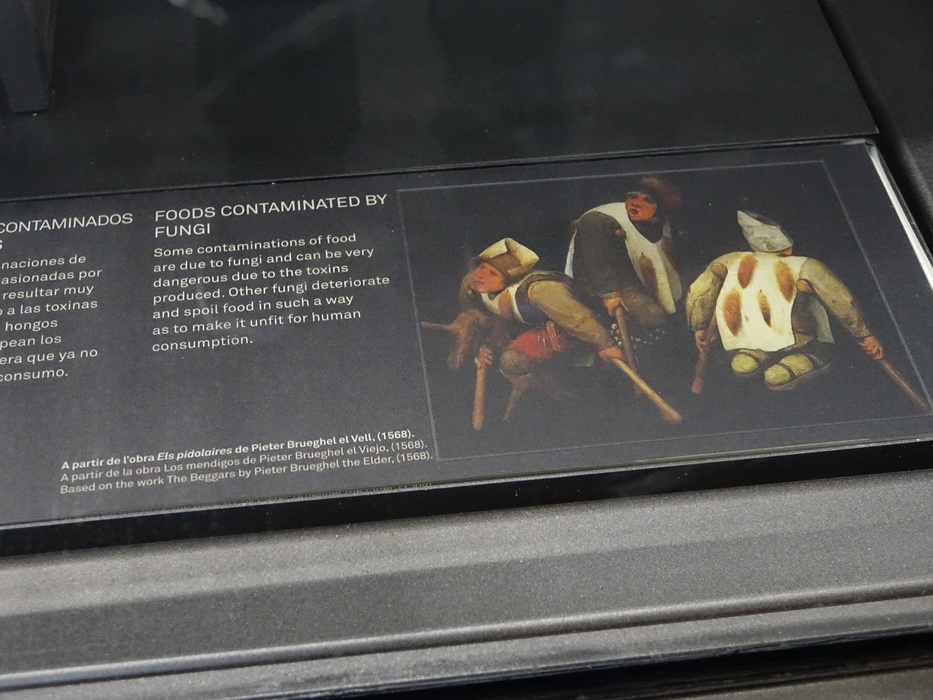 CONTAMINADOS
S
naciones de
asionadas por
resultar muy
o a las toxinas
hongos
pean los
era que ya no
consumo.
FOODS CONTAMINATED BY
FUNGI
Some contaminations of food
are due to fungi and can be very
dangerous due to the toxins
produced. Other fungi deteriorate
and spoil food in such a way
as to make it unfit for human
consumption.
A partir de l'obra Els pidolaires de Pieter Brueghel el Vell, (1568).
A partir de la obra Los mendigos de Pieter Brueghel el Viejo, (1568).
Based on the work The Beggars by Pieter Brueghel the Elder, (1568).